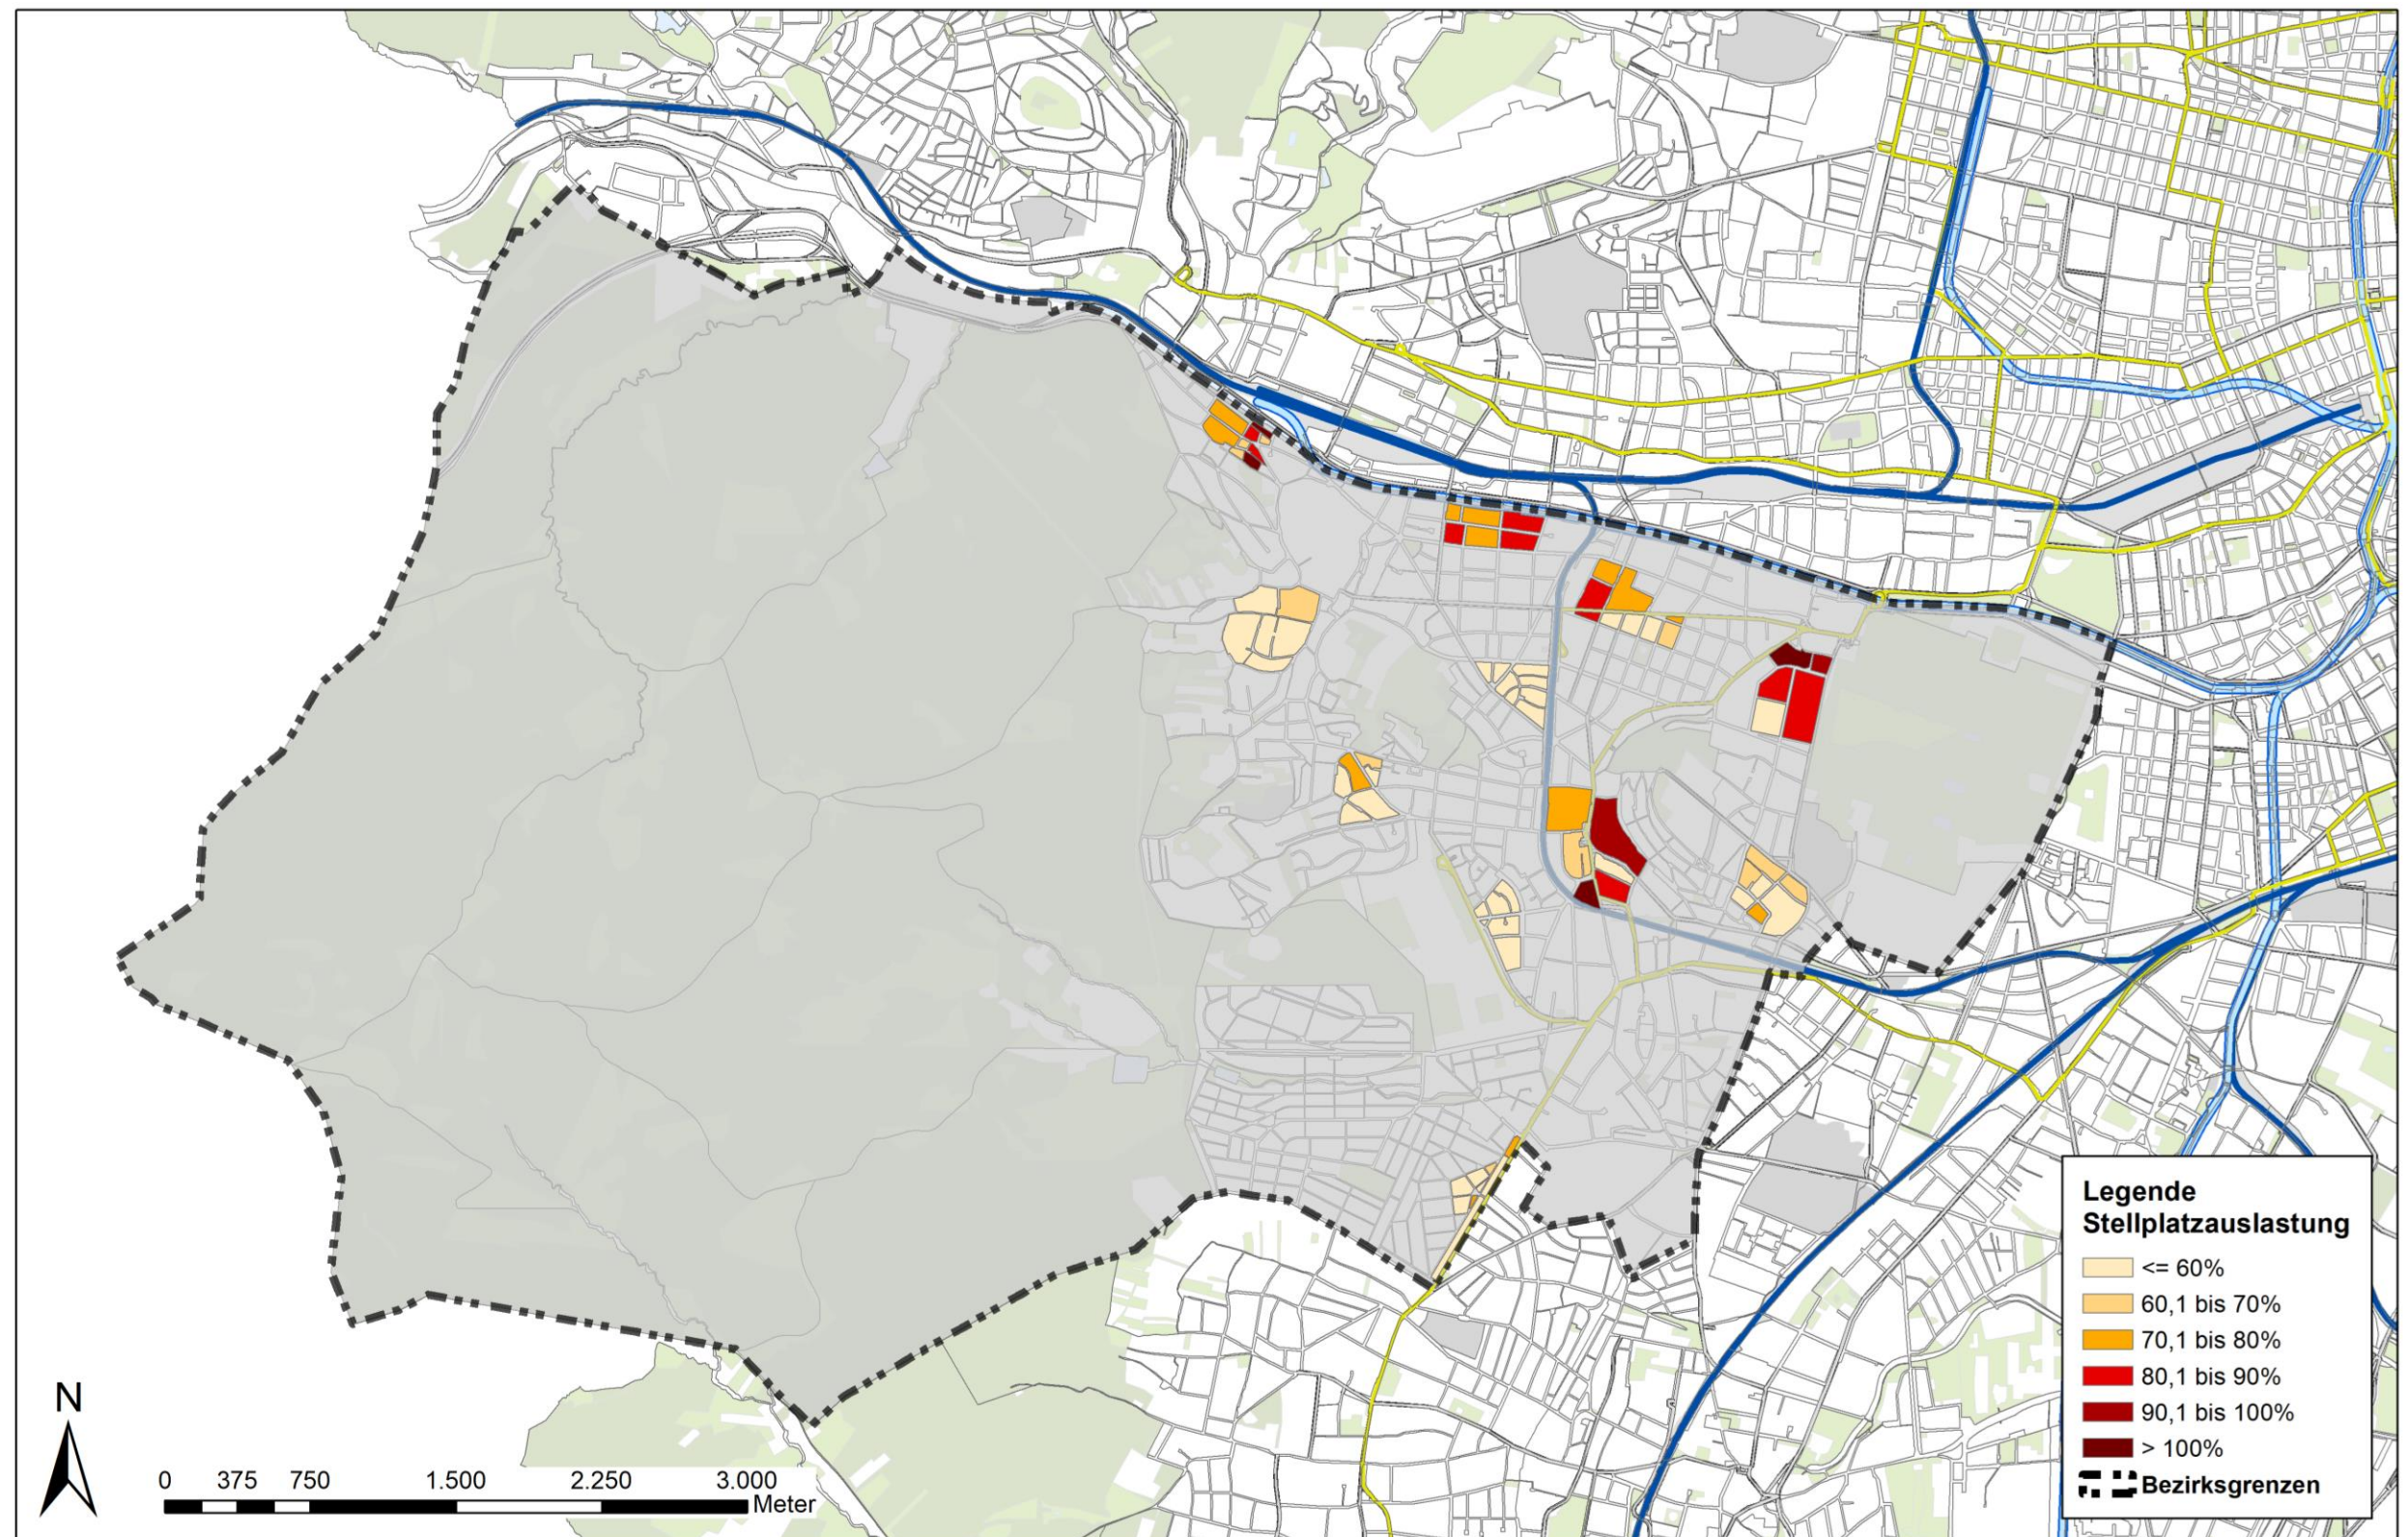 Legende
Stellplatzauslastung
<= 60%
60,1 bis 70%
70,1 bis 80%
80,1 bis 90%
90,1 bis 100%
> 100%
Bezirksgrenzen
N
0 375 750 1.500 2.250 3.000
Meter